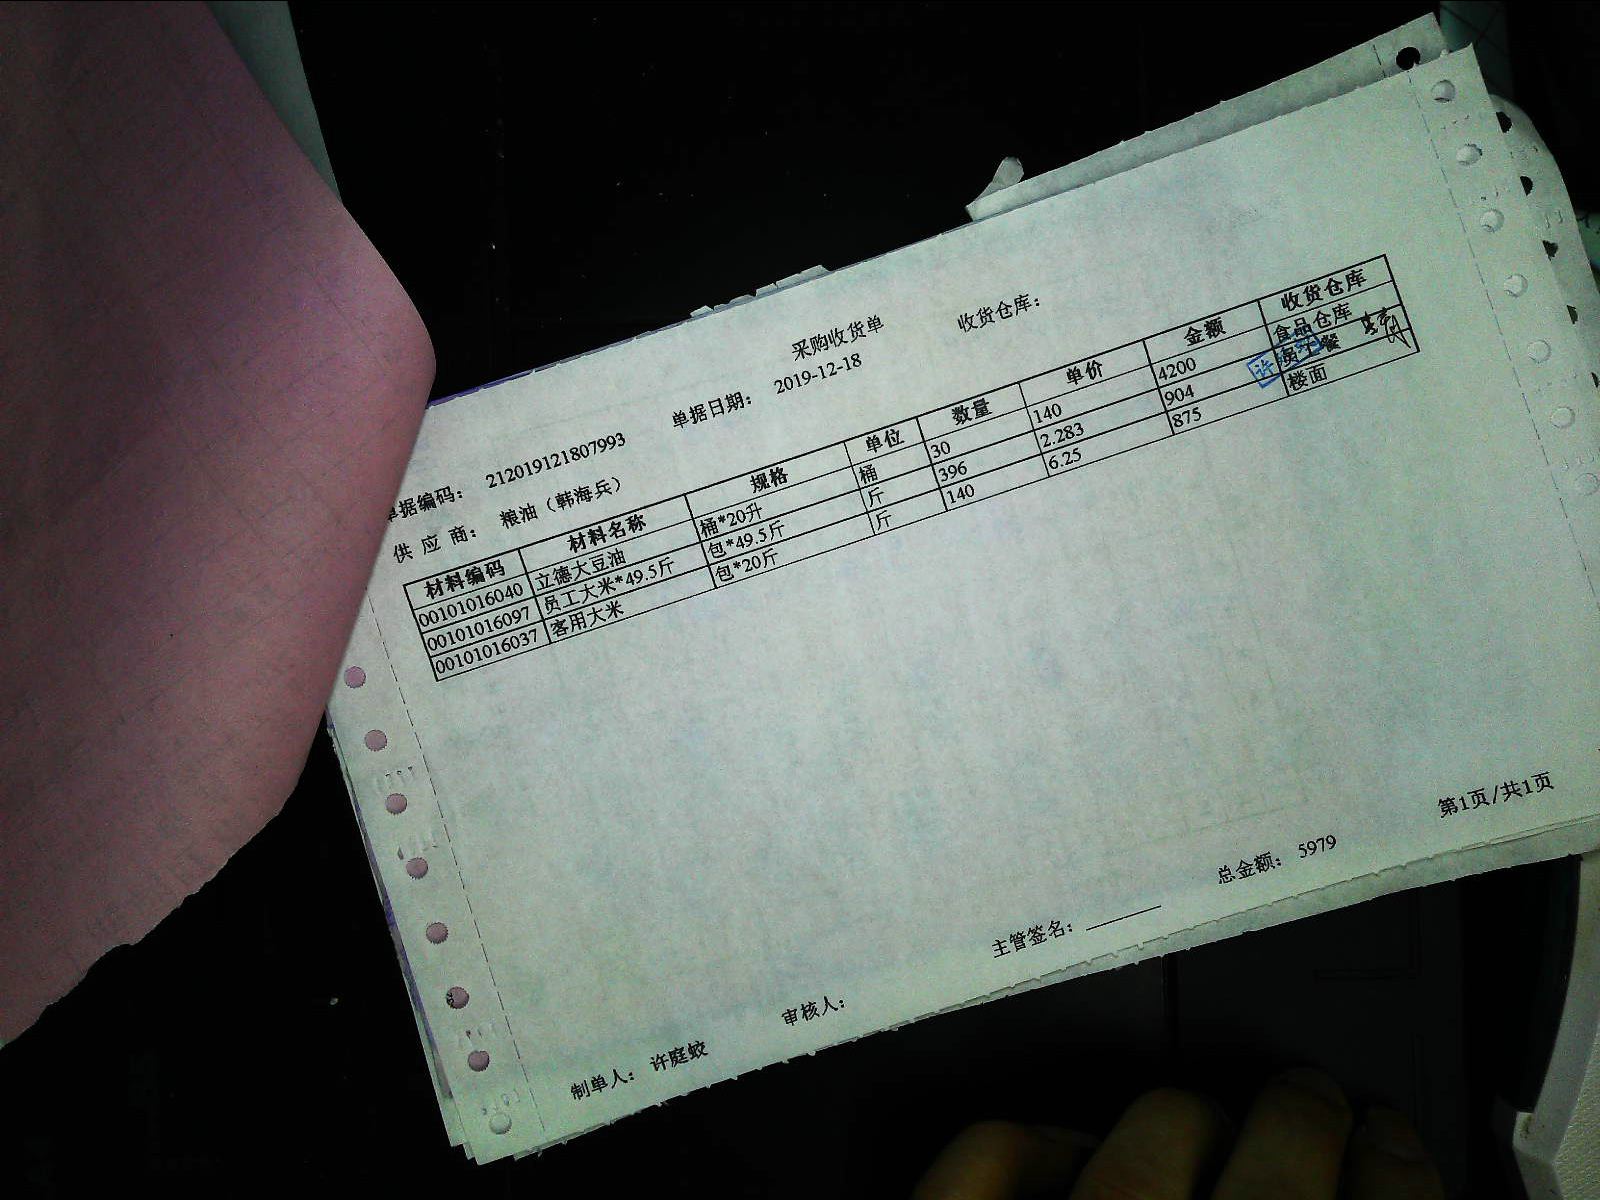 采购收货单
单据编码： 212019121807993 单据日期： 2019-12-18 收货仓库：
供 应 商： 粮油（韩海兵）
材料编码 材料名称 规格 单位 数量 单价 金额 收货仓库
00101016040 立德大豆油 桶*20升 桶 30 140 4200 食品仓库
00101016097 员工大米*49.5斤 包*49.5斤 斤 396 2.283 904 员工餐
00101016037 客用大米 包*20斤 斤 140 6.25 875 楼面
许
总金额： 5979 第1页/共1页
制单人： 许庭蛟 审核人： 主管签名：